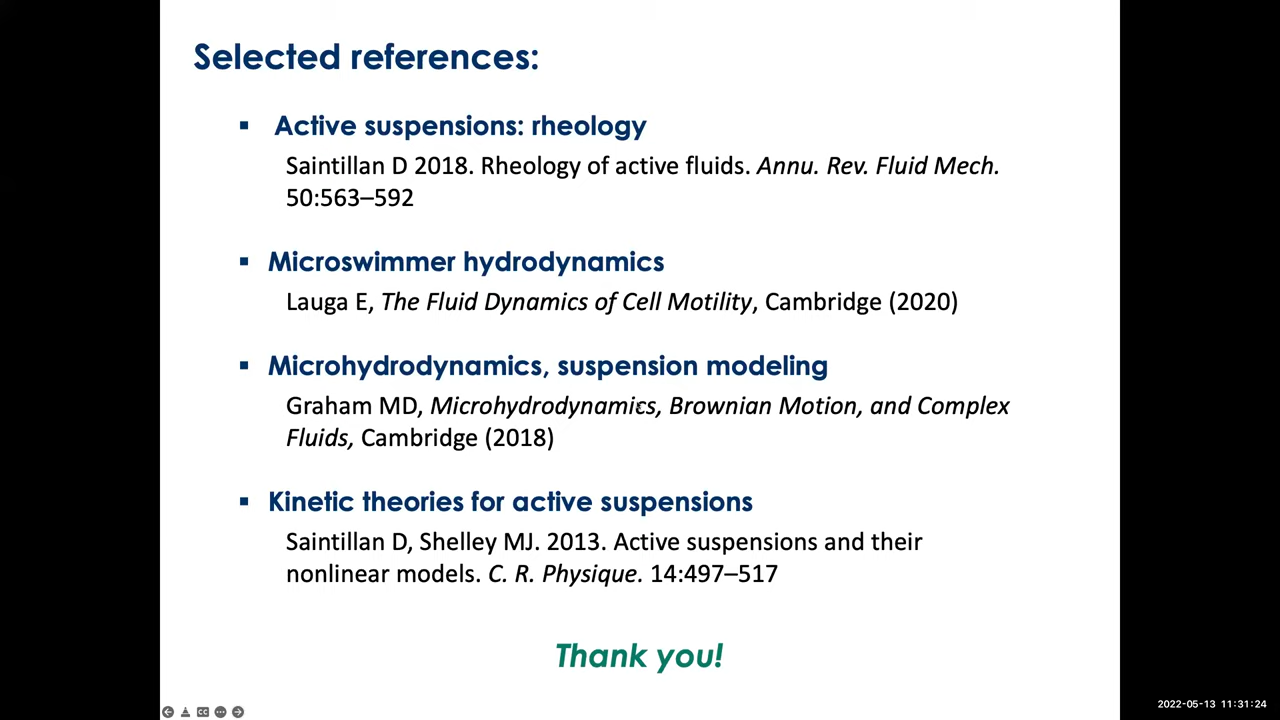 Selected references:
▪ Active suspensions: rheology
Saintillan D 2018. Rheology of active fluids. Annu. Rev. Fluid Mech.
50:563–592
▪ Microswimmer hydrodynamics
Lauga E, The Fluid Dynamics of Cell Motility, Cambridge (2020)
▪ Microhydrodynamics, suspension modeling
Graham MD, Microhydrodynamics, Brownian Motion, and Complex
Fluids, Cambridge (2018)
▪ Kinetic theories for active suspensions
Saintillan D, Shelley MJ. 2013. Active suspensions and their
nonlinear models. C. R. Physique. 14:497–517
Thank you!
CC
2022-05-13 11:31:24